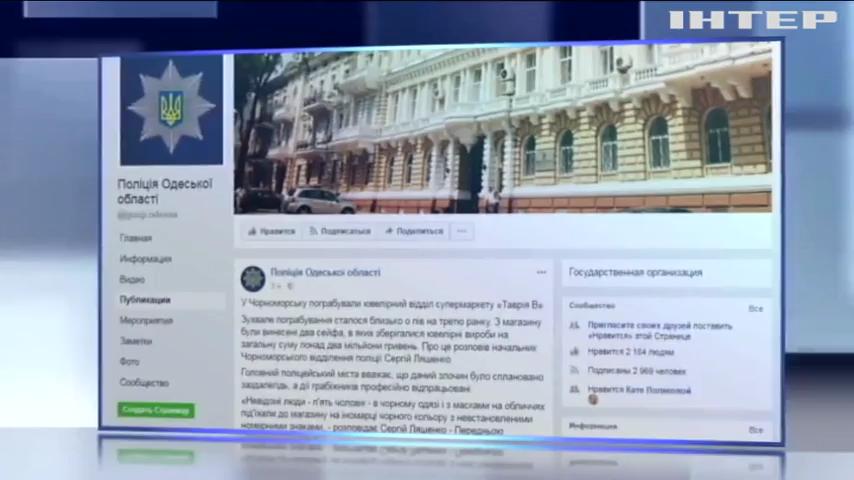 ІНТЕР
Поліція Одеської
області
Главная
Информация
Видео
Публикации
Мероприятия
Заметки
Фото
Сообщество
Создать Страницу
Нравится
Подписаться
Поделиться
Поліція Одеської області
У Чорноморську пограбували ювелірний відділ супермаркету «Таврія В»
Зухвале пограбування сталося близько о пів на третю ранку. З магазину
були винесені два сейфа, в яких зберігалися ювелірні вироби на
загальну суму понад два мільйони гривень. Про це розповів начальник
Чорноморського відділення поліції Сергій Ляшенко.
Головний поліцейський міста вважає, що даний злочин було сплановано
заздалегідь, а дії грабіжників професійно відпрацьовані.
«Невідомі люди - п'ять чоловік - в чорному одязі і з масками на обличчях
під'їхали до магазину на іномарці чорного кольору з невстановленими
номерними знаками, - розповідає Сергій Ляшенко - Передньою
Государственная организация
Сообщество
Все
Пригласите своих друзей поставить
«Нравится» этой Странице
Нравится 2 184 людям
Подписаны 2 969 человек
Нравится Кате
Информация
Все